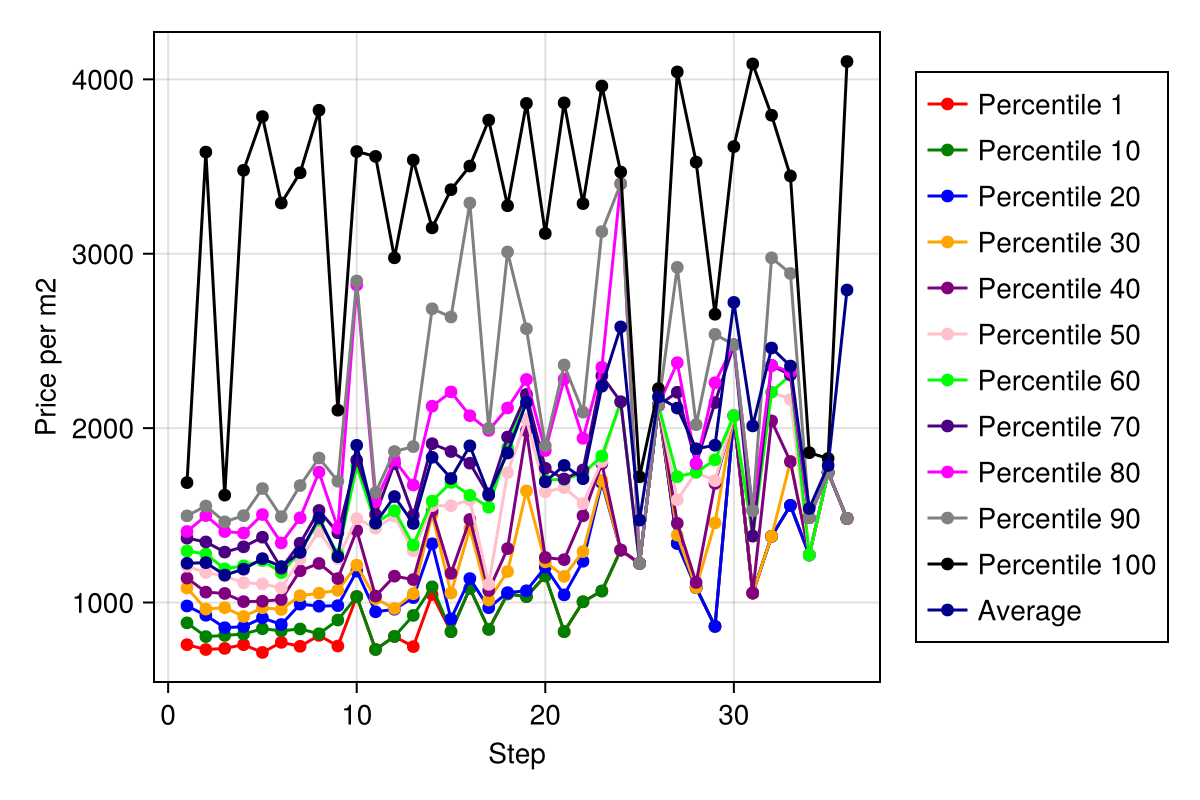 4000
3000
2000
1000
Price per m2
0
10
20
30
Step
Percentile 1
Percentile 10
Percentile 20
Percentile 30
Percentile 40
Percentile 50
Percentile 60
Percentile 70
Percentile 80
Percentile 90
Percentile 100
Average